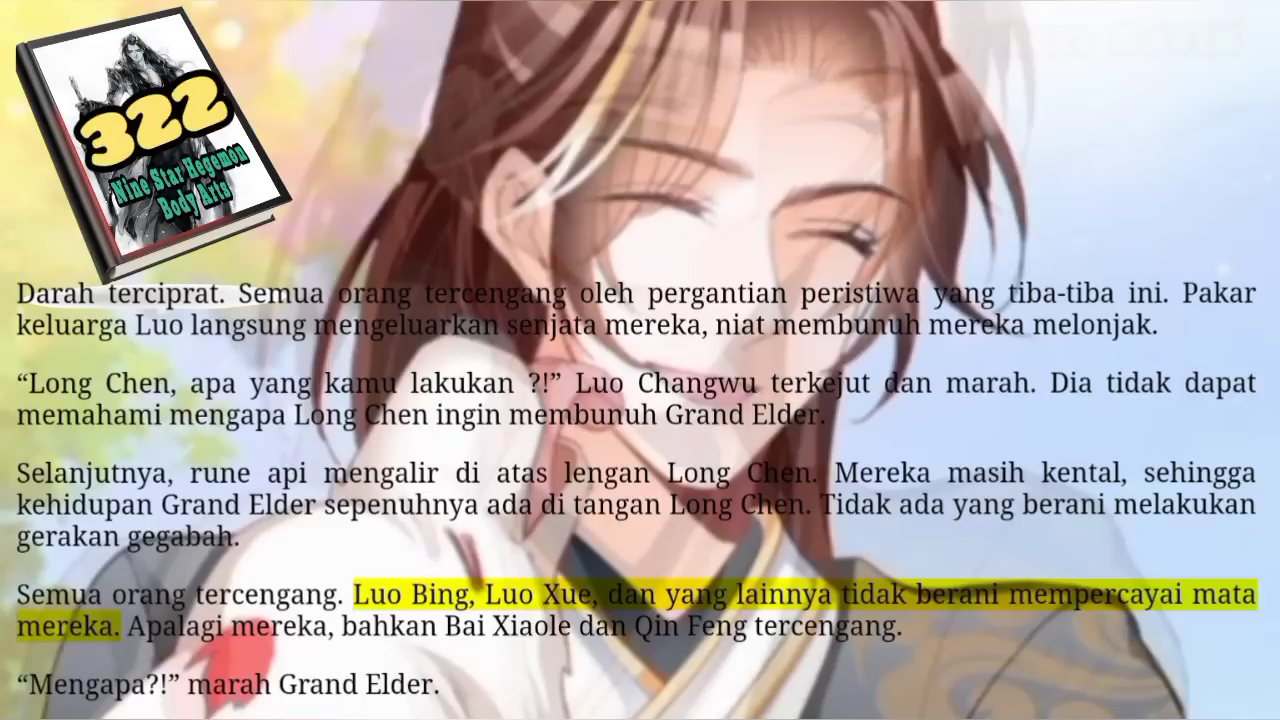 322
Nine Star Hegemon
Body Arts
Darah terciprat. Semua orang tercengang oleh pergantian peristiwa yang tiba-tiba ini. Pakar
keluarga Luo langsung mengeluarkan senjata mereka, niat membunuh mereka melonjak.
“Long Chen, apa yang kamu lakukan ?!” Luo Changwu terkejut dan marah. Dia tidak dapat
memahami mengapa Long Chen ingin membunuh Grand Elder.
Selanjutnya, rune api mengalir di atas lengan Long Chen. Mereka masih kental, sehingga
kehidupan Grand Elder sepenuhnya ada di tangan Long Chen. Tidak ada yang berani melakukan
gerakan gegabah.
Semua orang tercengang. Luo Bing, Luo Xue, dan yang lainnya tidak berani mempercayai mata
mereka. Apalagi mereka, bahkan Bai Xiaole dan Qin Feng tercengang.
“Mengapa?!” marah Grand Elder.